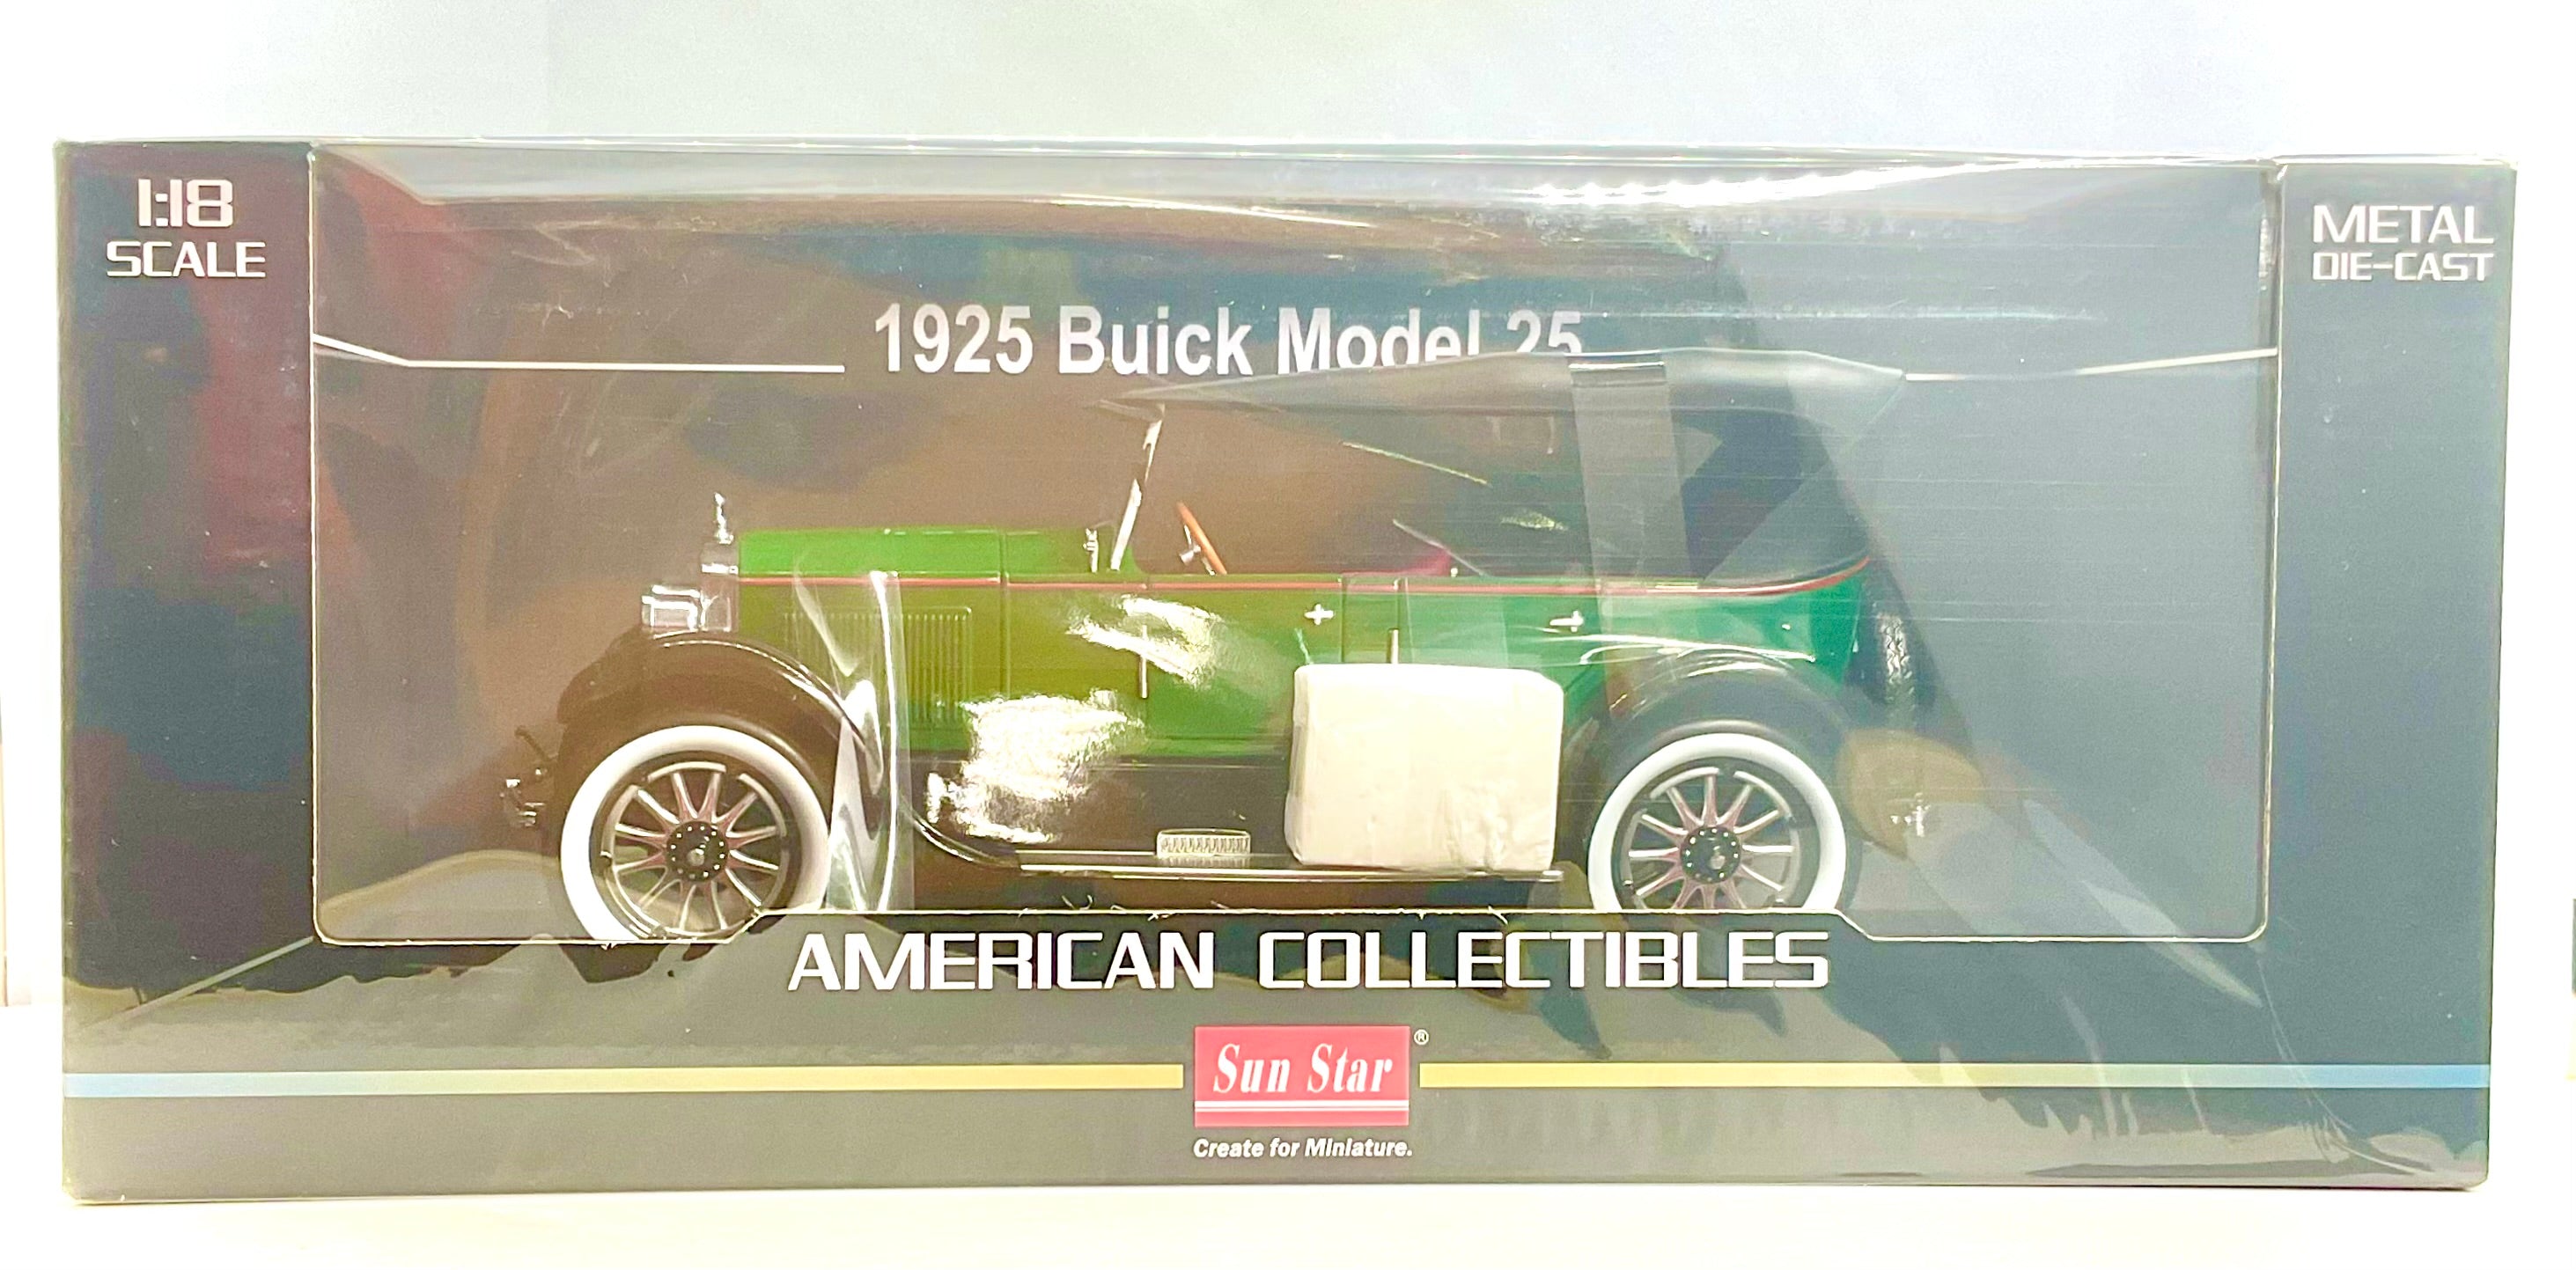 1:18
SCALE
METAL
DIE-CAST
1925 Buick Model 25
AMERICAN COLLECTIBLES
Sun Star ®
Create for Miniature.